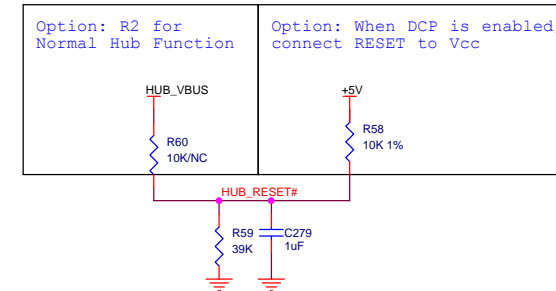 Option: R2 for
Normal Hub Function
Option: When DCP is enabled,
connect RESET to Vcc
HUB_VBUS
+5V
R60
10K/NC
R58
10K 1%
HUB_RESET#
R59
39K
C279
1uF